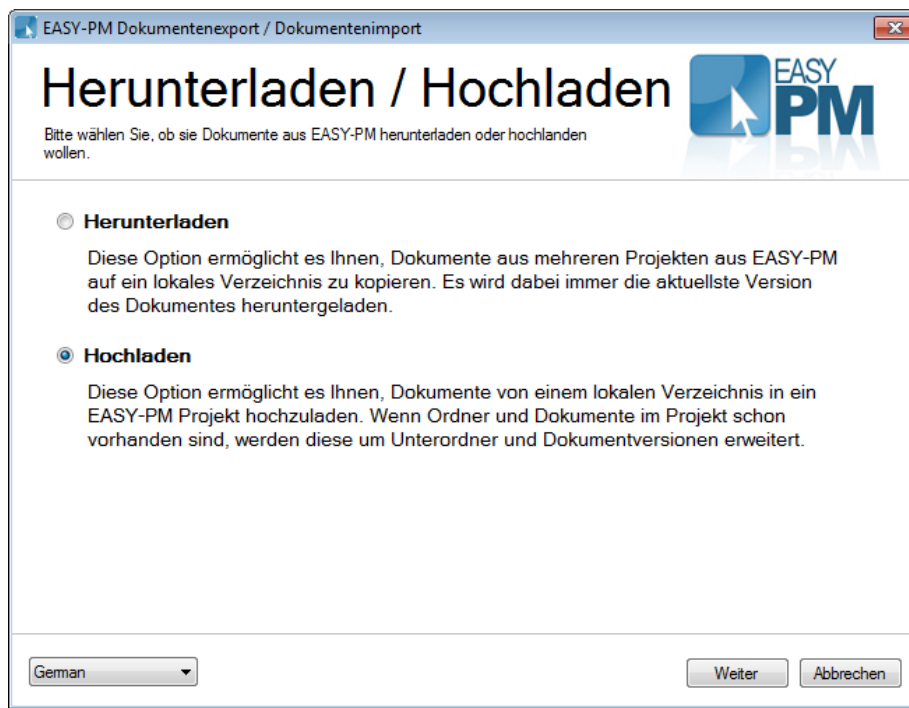 EASY-PM Dokumentenexport / Dokumentenimport
Herunterladen / Hochladen
EASY
PM
Bitte wählen Sie, ob sie Dokumente aus EASY-PM herunterladen oder hochlanden
wollen.
Herunterladen
Diese Option ermöglicht es Ihnen, Dokumente aus mehreren Projekten aus EASY-PM
auf ein lokales Verzeichnis zu kopieren. Es wird dabei immer die aktuellste Version
des Dokumentes heruntergeladen.
Hochladen
Diese Option ermöglicht es Ihnen, Dokumente von einem lokalen Verzeichnis in ein
EASY-PM Projekt hochzuladen. Wenn Ordner und Dokumente im Projekt schon
vorhanden sind, werden diese um Unterordner und Dokumentversionen erweitert.
German
Weiter
Abbrechen